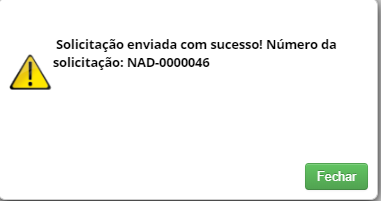 Solicitação enviada com sucesso! Número da
solicitação: NAD-0000046
Fechar